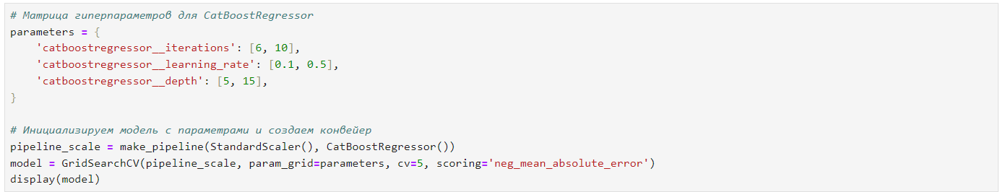 # Матрица гиперпараметров для CatBoostRegressor
parameters = {
    'catboostregressor__iterations': [6, 10],
    'catboostregressor__learning_rate': [0.1, 0.5],
    'catboostregressor__depth': [5, 15],
}

# Инициализируем модель с параметрами и создаем конвейер
pipeline_scale = make_pipeline(StandardScaler(), CatBoostRegressor())
model = GridSearchCV(pipeline_scale, param_grid=parameters, cv=5, scoring='neg_mean_absolute_error')
display(model)